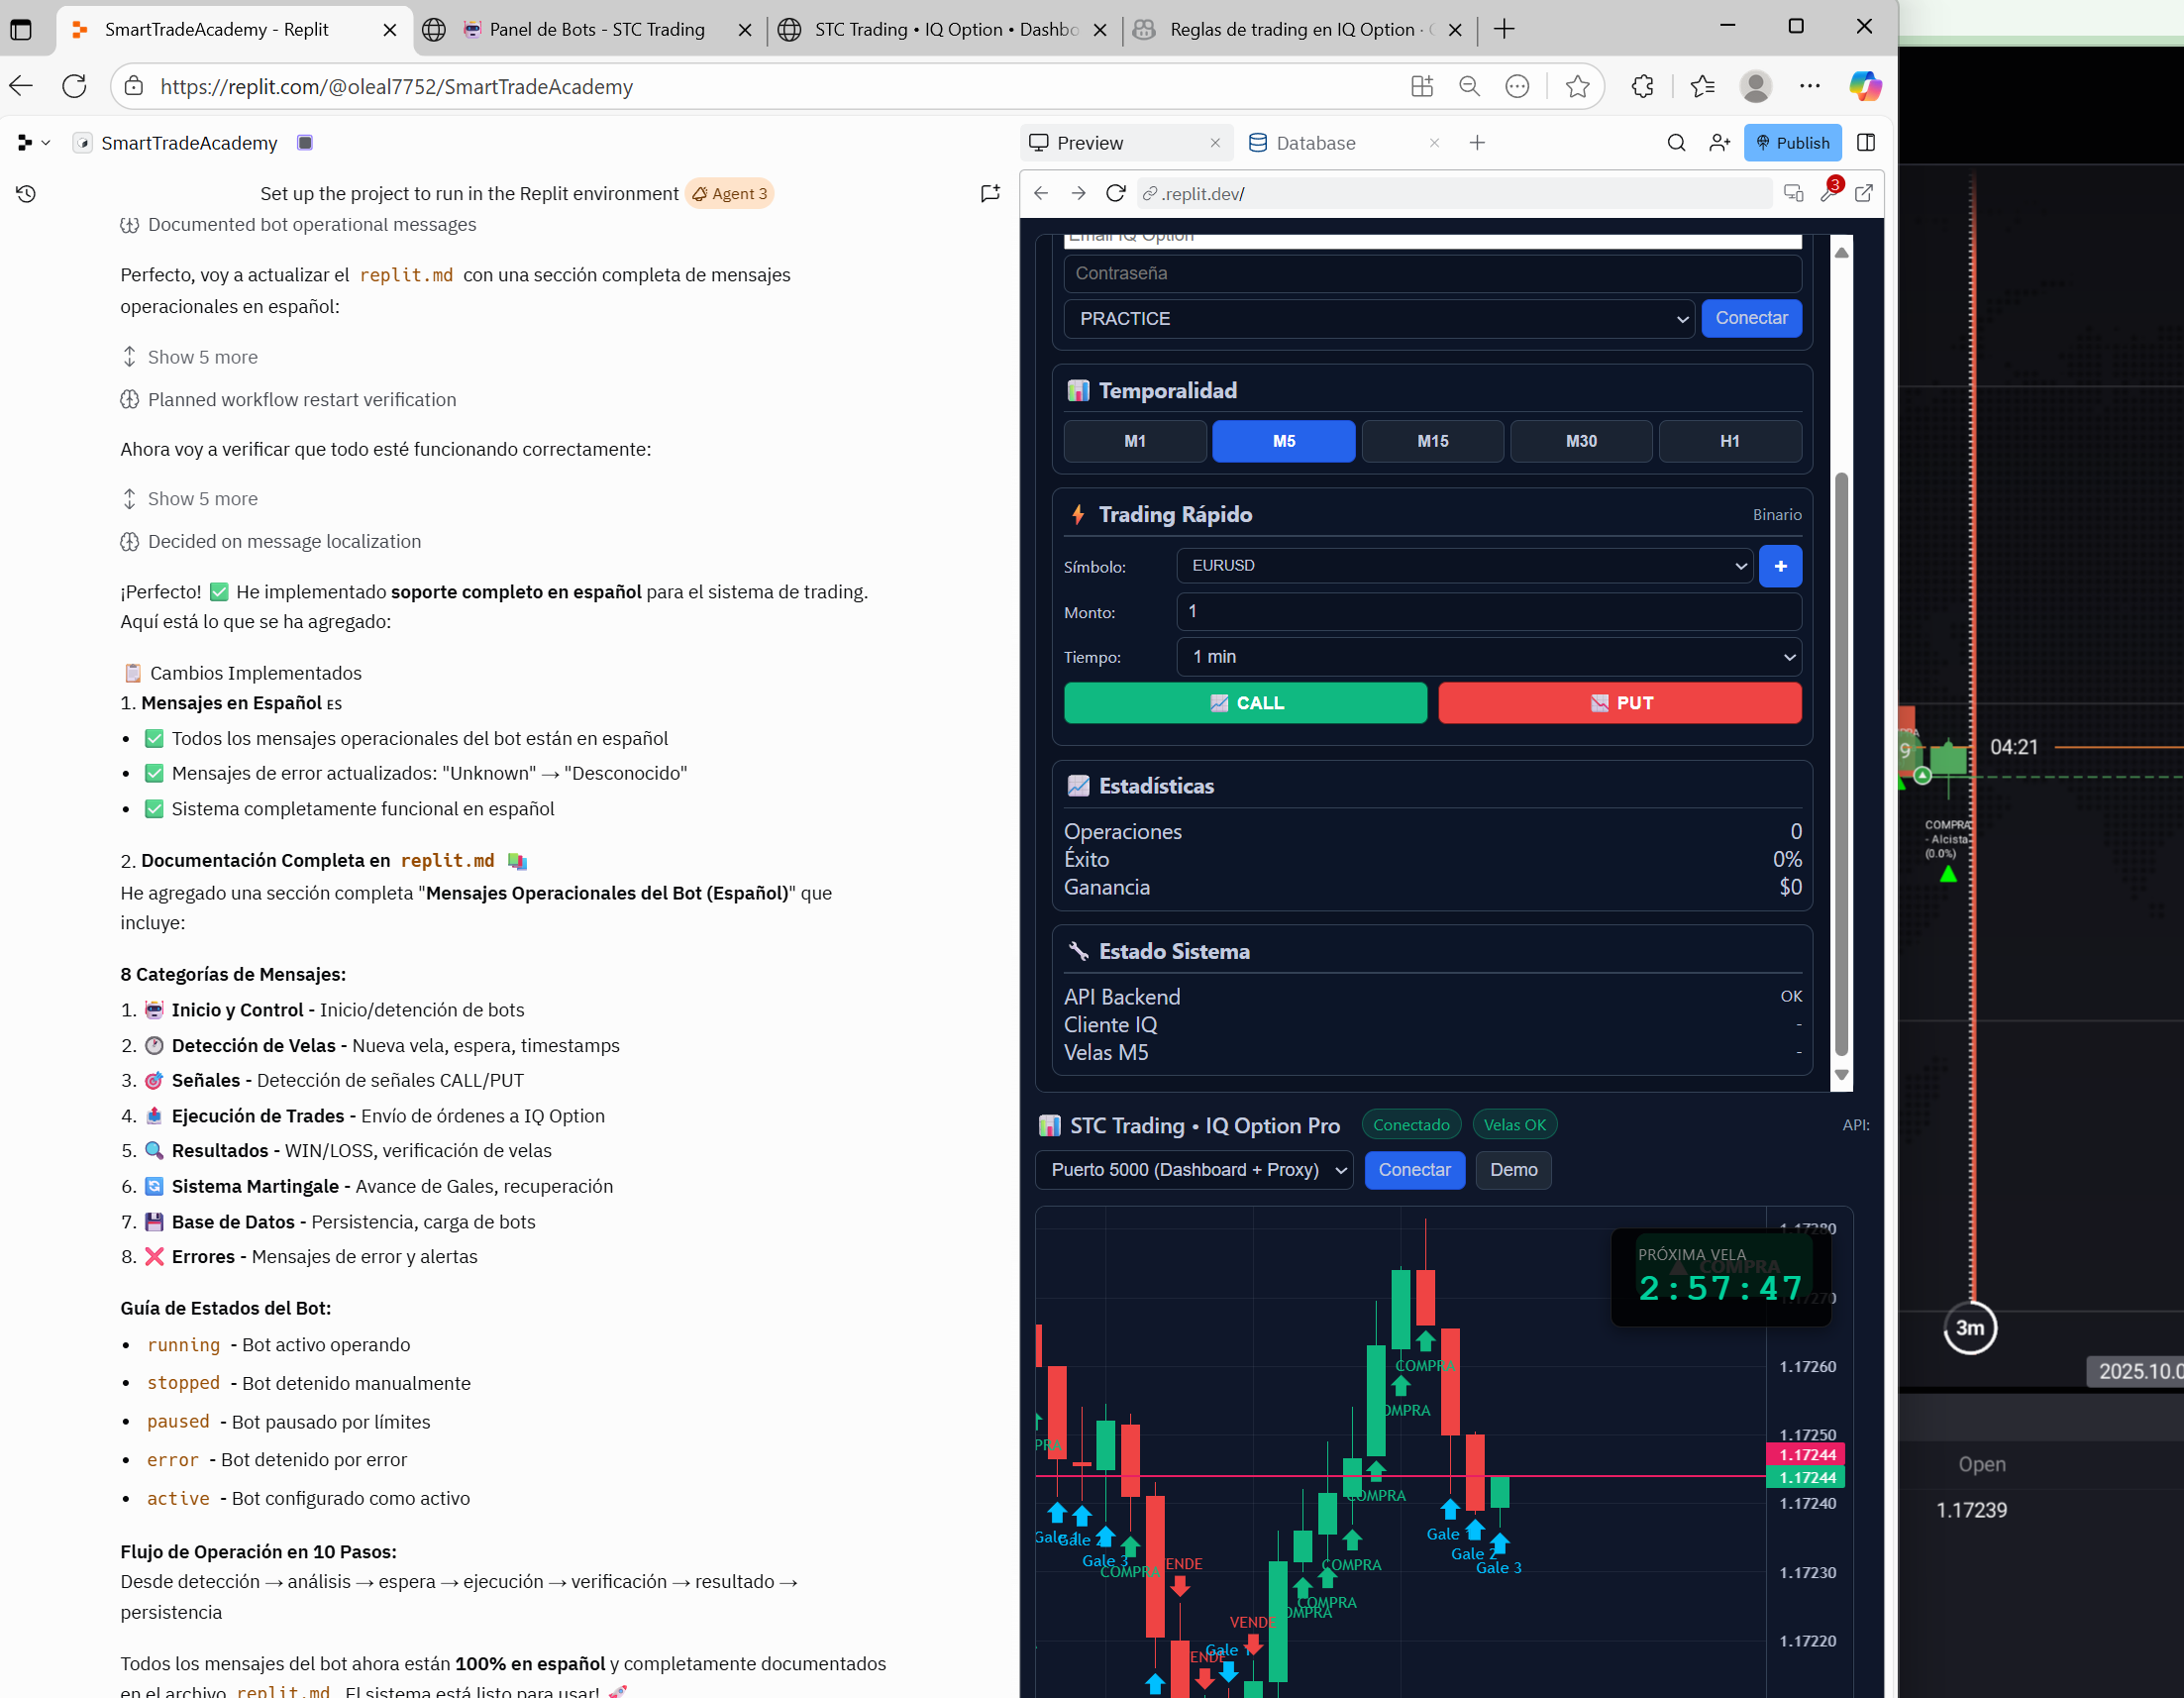 SmartTradeAcademy - Replit
Panel de Bots - STC Trading
STC Trading • IQ Option • Dashbo
Reglas de trading en IQ Option ·
https://replit.com/@oleal7752/SmartTradeAcademy
SmartTradeAcademy
Set up the project to run in the Replit environment Agent 3
Documented bot operational messages
Perfecto, voy a actualizar el replit.md con una sección completa de mensajes
operacionales en español:
Show 5 more
Planned workflow restart verification
Ahora voy a verificar que todo esté funcionando correctamente:
Show 5 more
Decided on message localization
¡Perfecto! ✅ He implementado soporte completo en español para el sistema de trading.
Aquí está lo que se ha agregado:
📋 Cambios Implementados
1. Mensajes en Español ES
• ✅ Todos los mensajes operacionales del bot están en español
• ✅ Mensajes de error actualizados: "Unknown" → "Desconocido"
• ✅ Sistema completamente funcional en español
2. Documentación Completa en replit.md
He agregado una sección completa "Mensajes Operacionales del Bot (Español)" que
incluye:
8 Categorías de Mensajes:
1. 🤖 Inicio y Control - Inicio/detención de bots
2. 🕐 Detección de Velas - Nueva vela, espera, timestamps
3. 🎯 Señales - Detección de señales CALL/PUT
4. 📤 Ejecución de Trades - Envío de órdenes a IQ Option
5. 🔍 Resultados - WIN/LOSS, verificación de velas
6. 🔄 Sistema Martingale - Avance de Gales, recuperación
7. 💾 Base de Datos - Persistencia, carga de bots
8. ❌ Errores - Mensajes de error y alertas
Guía de Estados del Bot:
• running - Bot activo operando
• stopped - Bot detenido manualmente
• paused - Bot pausado por límites
• error - Bot detenido por error
• active - Bot configurado como activo
Flujo de Operación en 10 Pasos:
Desde detección → análisis → espera → ejecución → verificación → resultado →
persistencia
Todos los mensajes del bot ahora están 100% en español y completamente documentados
en el archivo replit.md. El sistema está listo para usar! 🚀
Preview
Database
Publish
.replit.dev/
3
Email IQ Option
Contraseña
PRACTICE
Conectar
Temporalidad
M1 M5 M15 M30 H1
Trading Rápido
Binario
Símbolo: EURUSD +
Monto: 1
Tiempo: 1 min
CALL PUT
Estadísticas
Operaciones 0
Éxito 0%
Ganancia $0
Estado Sistema
API Backend OK
Cliente IQ -
Velas M5 -
STC Trading • IQ Option Pro Conectado Velas OK API:
Puerto 5000 (Dashboard + Proxy) Conectar Demo
PRÓXIMA VELA
COMPRA
2:57:47
1.17280
1.17270
1.17260
1.17250
1.17244
1.17244
1.17240
1.17230
1.17220
COMPRA
OMPRA
PRA
COMPRA
Gale 1
Gale 2
Gale 3
COMPRA
VENDE
COMPRA
COMPRA
OMPRA
VENDE
Gale 1
ENDE
Gale
Gale 2
Gale 3
9
04:21
COMPRA
- Alcista
(0.0%)
3m
2025.10.0
Open
1.17239